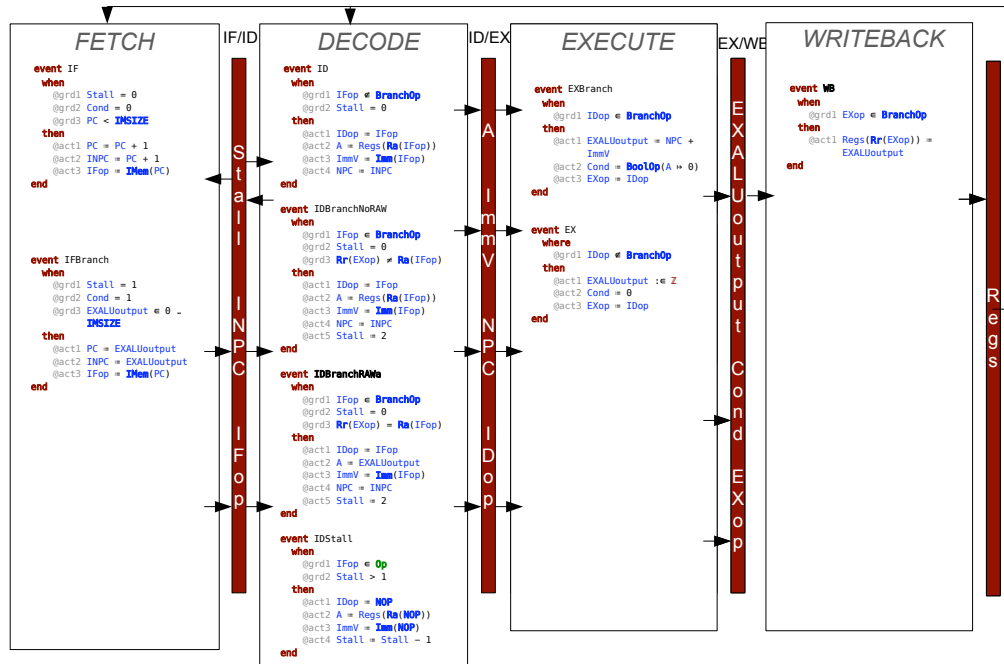 FETCH
event IF
when
@grd1 Stall = 0
@grd2 Cond = 0
@grd3 PC < IMSIZE
then
@act1 PC ≔ PC + 1
@act2 INPC ≔ PC + 1
@act3 IFop ≔ IMem(PC)
end
event IFBranch
when
@grd1 Stall = 1
@grd2 Cond = 1
@grd3 EXALUoutput ∈ 0 ‥
IMSIZE
then
@act1 PC ≔ EXALUoutput
@act2 INPC ≔ EXALUoutput
@act3 IFop ≔ IMem(PC)
end
IF/ID
Stall INPC IFop
DECODE
event ID
when
@grd1 IFop ∉ BranchOp
@grd2 Stall = 0
then
@act1 IDop ≔ IFop
@act2 A ≔ Regs(Ra(IFop))
@act3 ImmV ≔ Imm(IFop)
@act4 NPC ≔ INPC
end
event IDBranchNoRAW
when
@grd1 IFop ∈ BranchOp
@grd2 Stall = 0
@grd3 Rr(EXop) ≠ Ra(IFop)
then
@act1 IDop ≔ IFop
@act2 A ≔ Regs(Ra(IFop))
@act3 ImmV ≔ Imm(IFop)
@act4 NPC ≔ INPC
@act5 Stall ≔ 2
end
event IDBranchRAWa
when
@grd1 IFop ∈ BranchOp
@grd2 Stall = 0
@grd3 Rr(EXop) = Ra(IFop)
then
@act1 IDop ≔ IFop
@act2 A ≔ EXALUoutput
@act3 ImmV ≔ Imm(IFop)
@act4 NPC ≔ INPC
@act5 Stall ≔ 2
end
event IDStall
when
@grd1 IFop ∈ Op
@grd2 Stall > 1
then
@act1 IDop ≔ NOP
@act2 A ≔ Regs(Ra(NOP))
@act3 ImmV ≔ Imm(NOP)
@act4 Stall ≔ Stall − 1
end
ID/EX
A ImmV NPC IDop
EXECUTE
event EXBranch
when
@grd1 IDop ∈ BranchOp
then
@act1 EXALUoutput ≔ NPC +
ImmV
@act2 Cond ≔ BoolOp(A ↦ 0)
@act3 EXop ≔ IDop
end
event EX
where
@grd1 IDop ∉ BranchOp
then
@act1 EXALUoutput :∈ ℤ
@act2 Cond ≔ 0
@act3 EXop ≔ IDop
end
EX/WB
EXALUoutput Cond EXop
WRITEBACK
event WB
when
@grd1 EXop ∈ BranchOp
then
@act1 Regs(Rr(EXop)) ≔
EXALUoutput
end
Regs